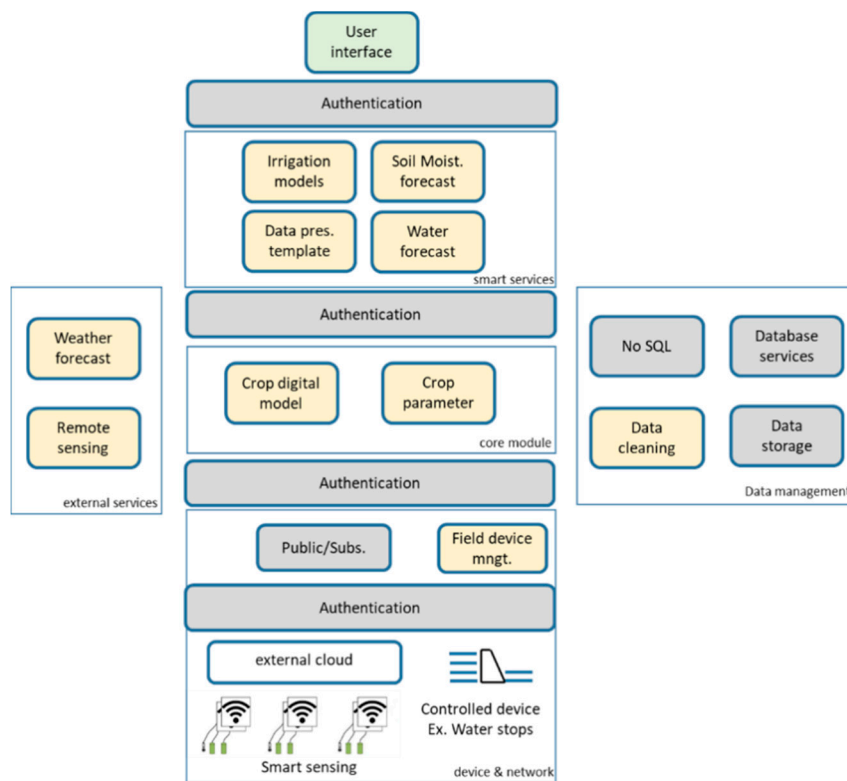 User
interface
Authentication
Irrigation
models
Soil Moist.
forecast
Data pres.
template
Water
forecast
smart services
Authentication
Weather
forecast
Remote
sensing
external services
Crop digital
model
Crop
parameter
core module
No SQL
Database
services
Data
cleaning
Data
storage
Data management
Authentication
Public/Subs.
Field device
mngt.
Authentication
external cloud
Controlled device
Ex. Water stops
Smart sensing
device & network